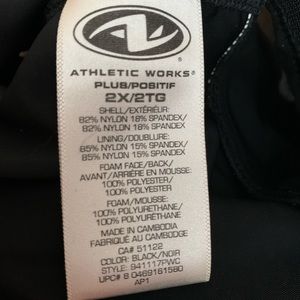 ATHLETIC WORKS®
PLUS/POSITIF
2X/2TG
SHELL/EXTÉRIEUR:
82% NYLON 18% SPANDEX/
82% NYLON 18% SPANDEX
LINING/DOUBLURE:
85% NYLON 15% SPANDEX/
85% NYLON 15% SPANDEX
FOAM FACE/BACK/
AVANT/ARRIÈRE EN MOUSSE:
100% POLYESTER/
100% POLYESTER
FOAM/MOUSSE:
100% POLYURETHANE/
100% POLYURÉTHANE
MADE IN CAMBODIA
FABRIQUÉ AU CAMBODGE
CA# 51122
COLOR: BLACK/NOIR
STYLE: 941117PWC
UPC# 8 0469161580
AP1